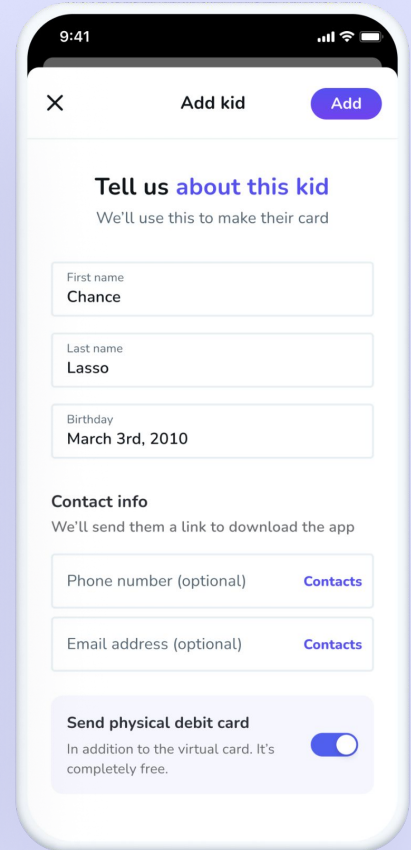 9:41
Add kid
Add
Tell us about this kid
We'll use this to make their card
First name
Chance
Last name
Lasso
Birthday
March 3rd, 2010
Contact info
We'll send them a link to download the app
Phone number (optional) Contacts
Email address (optional) Contacts
Send physical debit card
In addition to the virtual card. It's
completely free.